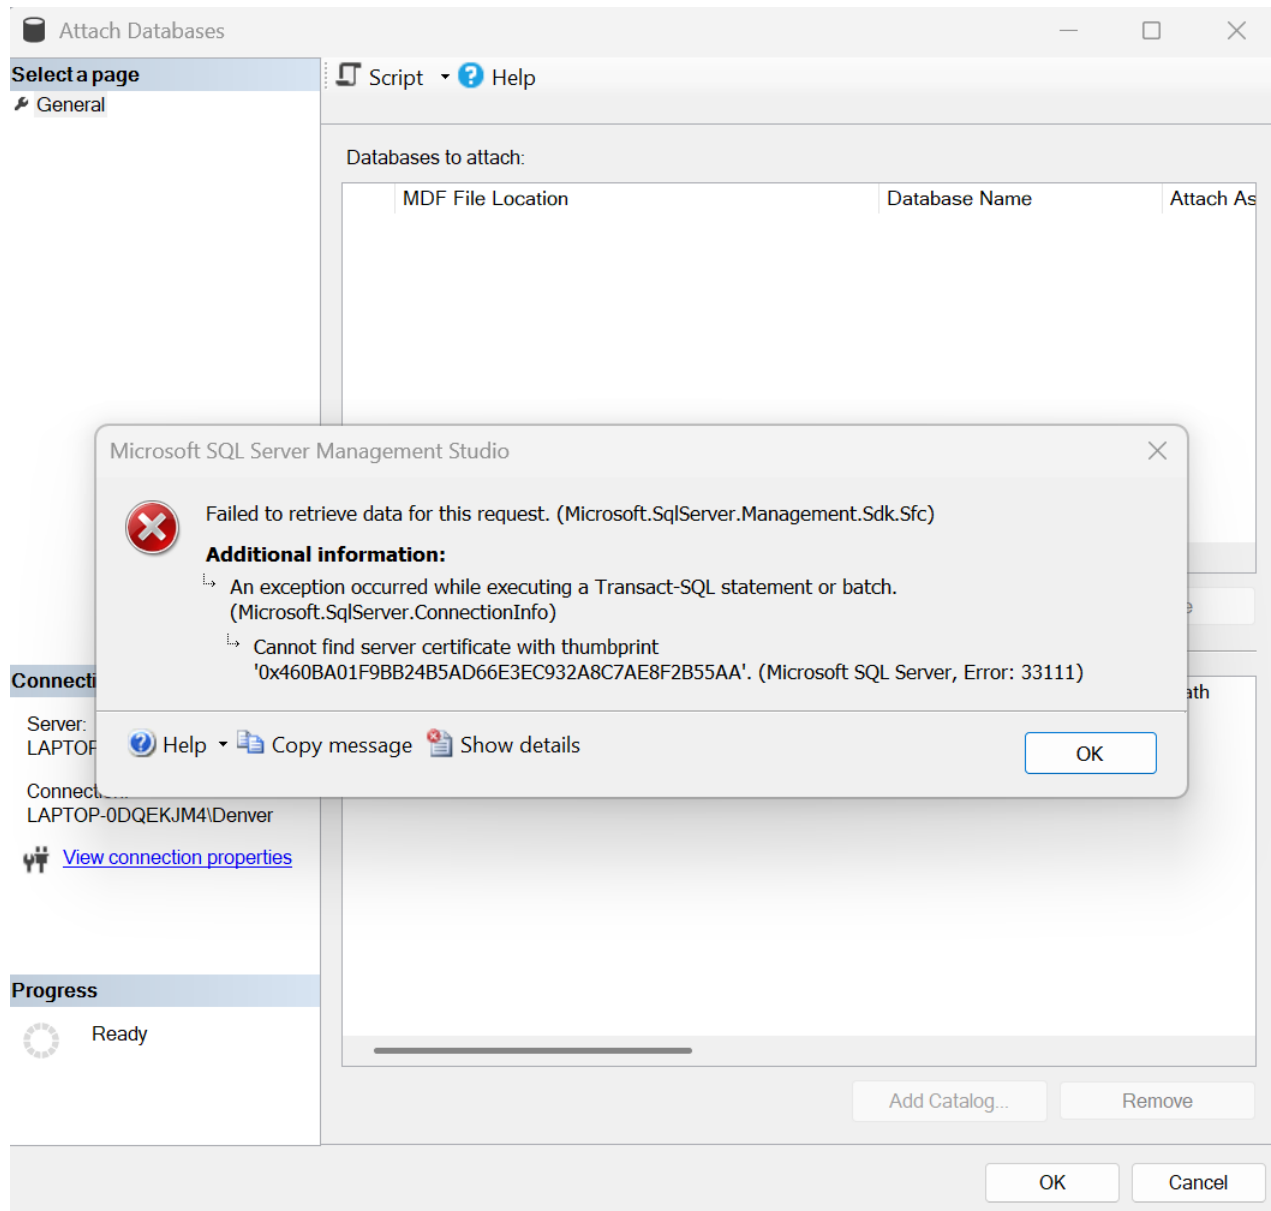 Attach Databases
Select a page
General
Script
Help
Databases to attach:
MDF File Location
Database Name
Attach As
Microsoft SQL Server Management Studio
Failed to retrieve data for this request. (Microsoft.SqlServer.Management.Sdk.Sfc)
Additional information:
An exception occurred while executing a Transact-SQL statement or batch.
(Microsoft.SqlServer.ConnectionInfo)
Cannot find server certificate with thumbprint
'0x460BA01F9BB24B5AD66E3EC932A8C7AE8F2B55AA'. (Microsoft SQL Server, Error: 33111)
Help
Copy message
Show details
OK
Server:
LAPTOP-0DQEKJM4\Denver
View connection properties
Progress
Ready
Add Catalog...
Remove
OK
Cancel